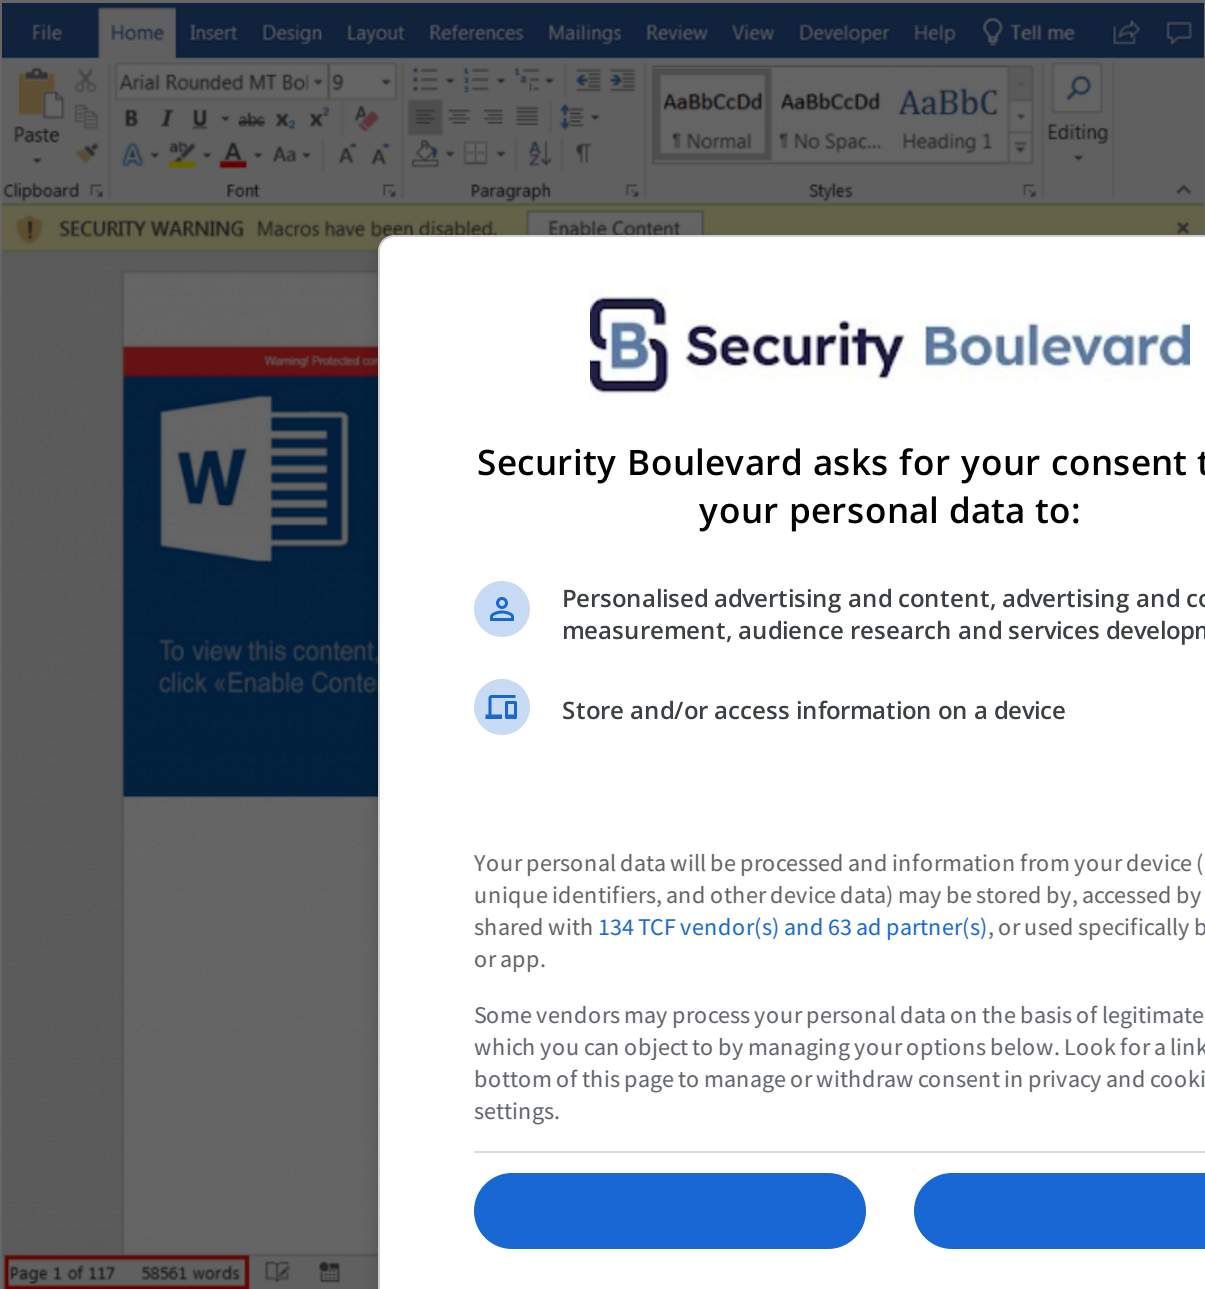 File Home Insert Design Layout References Mailings Review View Developer Help Tell me
Arial Rounded MT Bol 9
AaBbCcDd AaBbCcDd AaBbC
Paste
B I U abc x₂ x²
¶ Normal ¶ No Spac... Heading 1
Editing
aby A Aa A A
Clipboard Font Paragraph Styles
SECURITY WARNING Macros have been disabled. Enable Content
Warning! Protected con
W
To view this content,
click «Enable Conte
Security Boulevard
Security Boulevard asks for your consent t
your personal data to:
Personalised advertising and content, advertising and co
measurement, audience research and services developm
Store and/or access information on a device
Your personal data will be processed and information from your device (
unique identifiers, and other device data) may be stored by, accessed by
shared with 134 TCF vendor(s) and 63 ad partner(s), or used specifically b
or app.
Some vendors may process your personal data on the basis of legitimate
which you can object to by managing your options below. Look for a link
bottom of this page to manage or withdraw consent in privacy and cooki
settings.
Page 1 of 117 58561 words